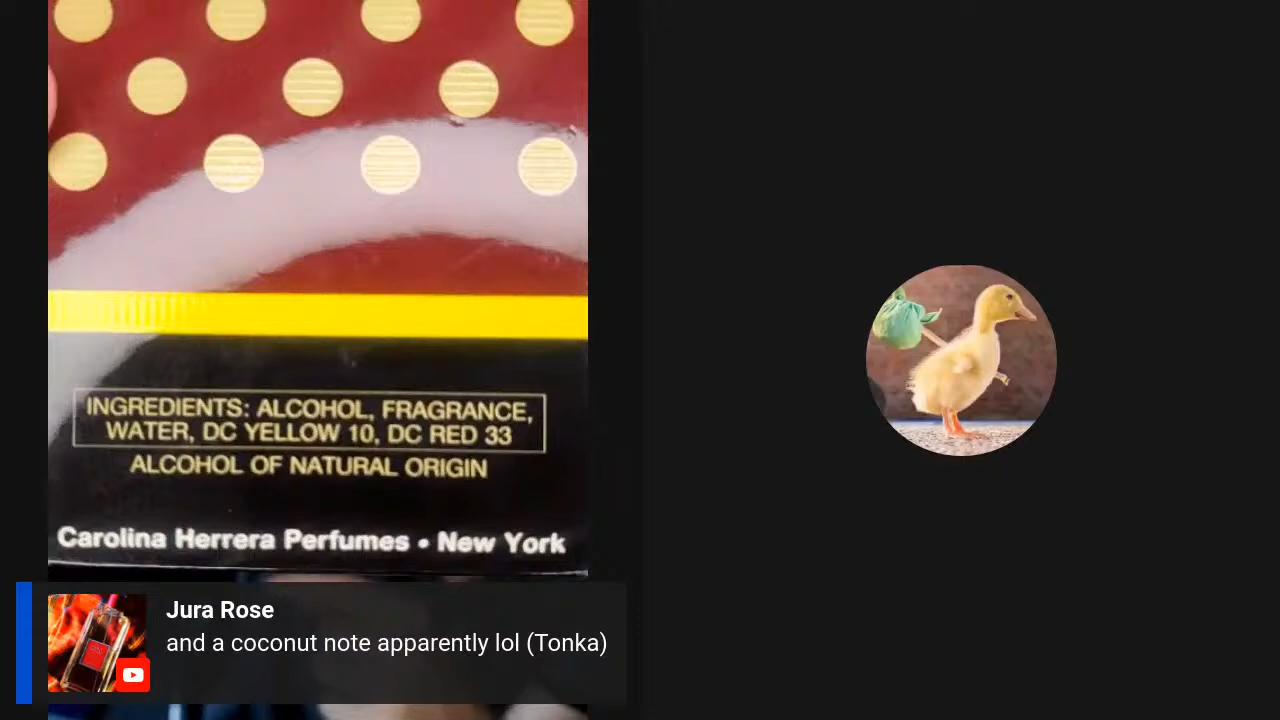 INGREDIENTS: ALCOHOL, FRAGRANCE,
WATER, DC YELLOW 10, DC RED 33
ALCOHOL OF NATURAL ORIGIN
Carolina Herrera Perfumes • New York
Jura Rose
and a coconut note apparently lol (Tonka)